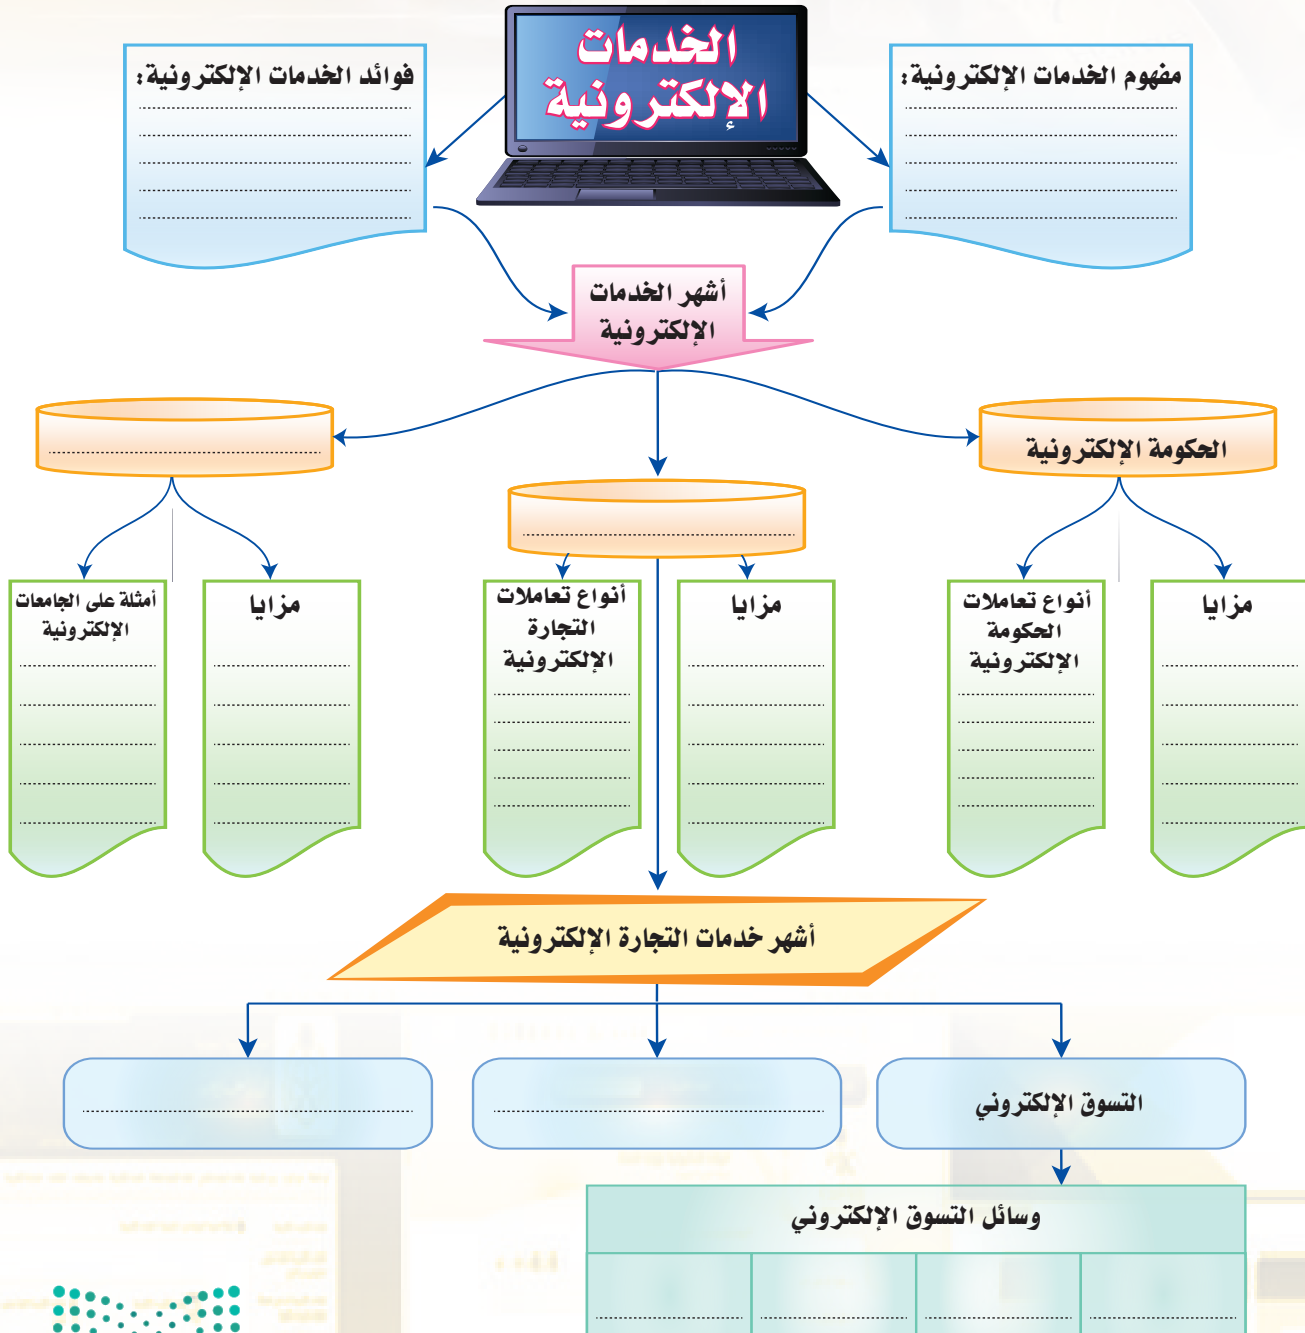 الخدمات
الإلكترونية
مفهوم الخدمات الإلكترونية:
فوائد الخدمات الإلكترونية:
أشهر الخدمات
الإلكترونية
الحكومة الإلكترونية
مزايا
أنواع تعاملات
الحكومة
الإلكترونية
مزايا
أنواع تعاملات
التجارة
الإلكترونية
مزايا
أمثلة على الجامعات
الإلكترونية
أشهر خدمات التجارة الإلكترونية
التسوق الإلكتروني
وسائل التسوق الإلكتروني